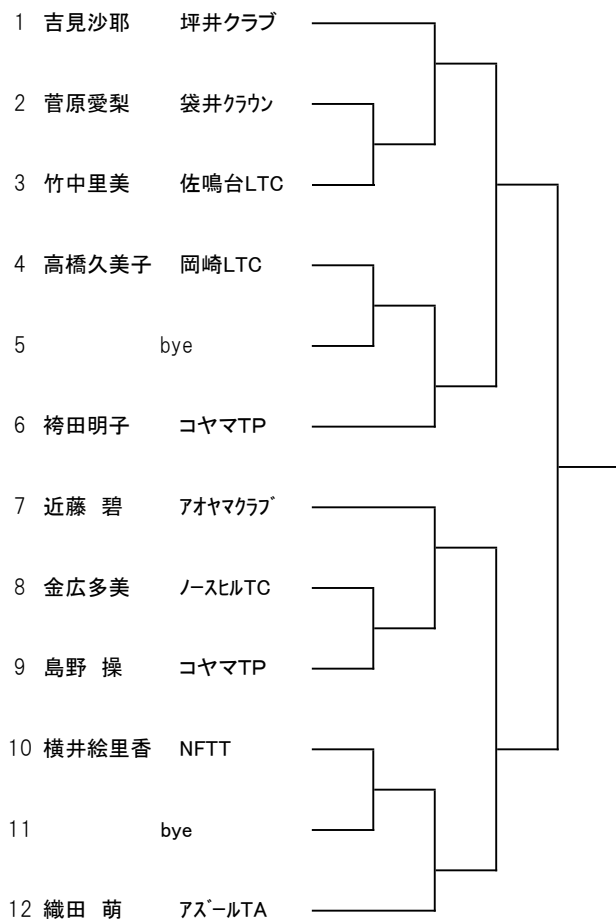 1 吉見沙耶 坪井クラブ
2 菅原愛梨 袋井ｸﾗｳﾝ
3 竹中里美 佐鳴台LTC
4 高橋久美子 岡崎LTC
5 bye
6 袴田明子 コヤマTP
7 近藤 碧 ｱｵﾔﾏｸﾗﾌﾞ
8 金広多美 ﾉｰｽﾋﾙTC
9 島野 操 コヤマTP
10 横井絵里香 NFTT
11 bye
12 織田 萌 ｱｽﾞｰﾙTA